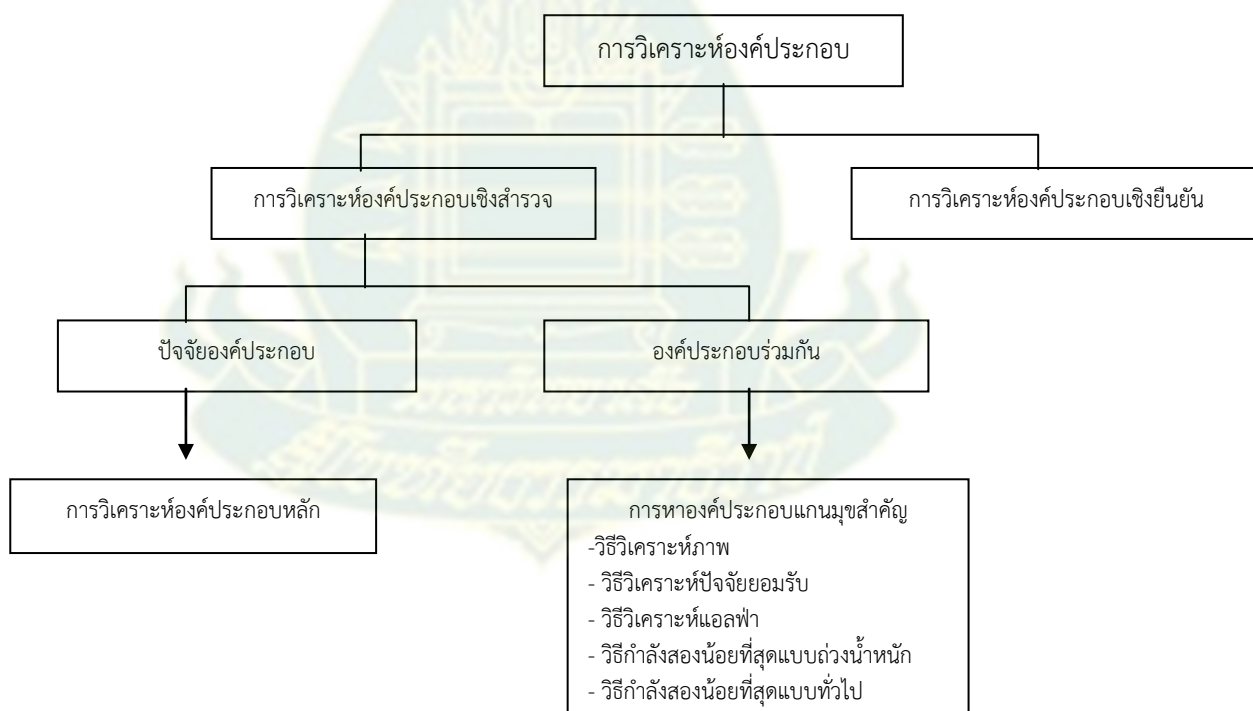 การวิเคราะห์องค์ประกอบ
การวิเคราะห์องค์ประกอบเชิงสำรวจ
การวิเคราะห์องค์ประกอบเชิงยืนยัน
ปัจจัยองค์ประกอบ
องค์ประกอบร่วมกัน
การวิเคราะห์องค์ประกอบหลัก
การหาองค์ประกอบแกนมุขสำคัญ
-วิธีวิเคราะห์ภาพ
- วิธีวิเคราะห์ปัจจัยยอมรับ
- วิธีวิเคราะห์แอลฟ่า
- วิธีกำลังสองน้อยที่สุดแบบถ่วงน้ำหนัก
- วิธีกำลังสองน้อยที่สุดแบบทั่วไป